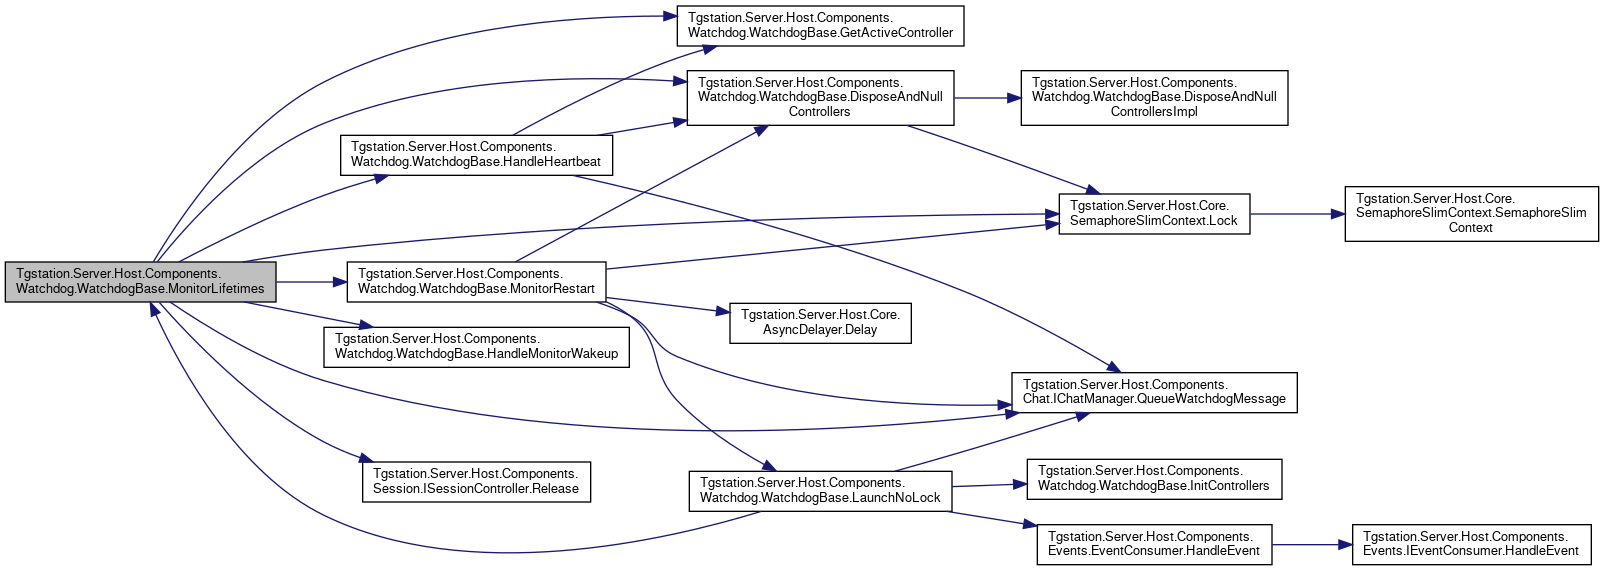 Tgstation.Server.Host.Components.
Watchdog.WatchdogBase.GetActiveController
Tgstation.Server.Host.Components.
Watchdog.WatchdogBase.DisposeAndNull
Controllers
Tgstation.Server.Host.Components.
Watchdog.WatchdogBase.DisposeAndNull
ControllersImpl
Tgstation.Server.Host.Components.
Watchdog.WatchdogBase.HandleHeartbeat
Tgstation.Server.Host.Core.
SemaphoreSlimContext.Lock
Tgstation.Server.Host.Core.
SemaphoreSlimContext.SemaphoreSlim
Context
Tgstation.Server.Host.Components.
Watchdog.WatchdogBase.MonitorLifetimes
Tgstation.Server.Host.Components.
Watchdog.WatchdogBase.MonitorRestart
Tgstation.Server.Host.Core.
AsyncDelayer.Delay
Tgstation.Server.Host.Components.
Watchdog.WatchdogBase.HandleMonitorWakeup
Tgstation.Server.Host.Components.
Chat.IChatManager.QueueWatchdogMessage
Tgstation.Server.Host.Components.
Session.ISessionController.Release
Tgstation.Server.Host.Components.
Watchdog.WatchdogBase.LaunchNoLock
Tgstation.Server.Host.Components.
Watchdog.WatchdogBase.InitControllers
Tgstation.Server.Host.Components.
Events.EventConsumer.HandleEvent
Tgstation.Server.Host.Components.
Events.IEventConsumer.HandleEvent